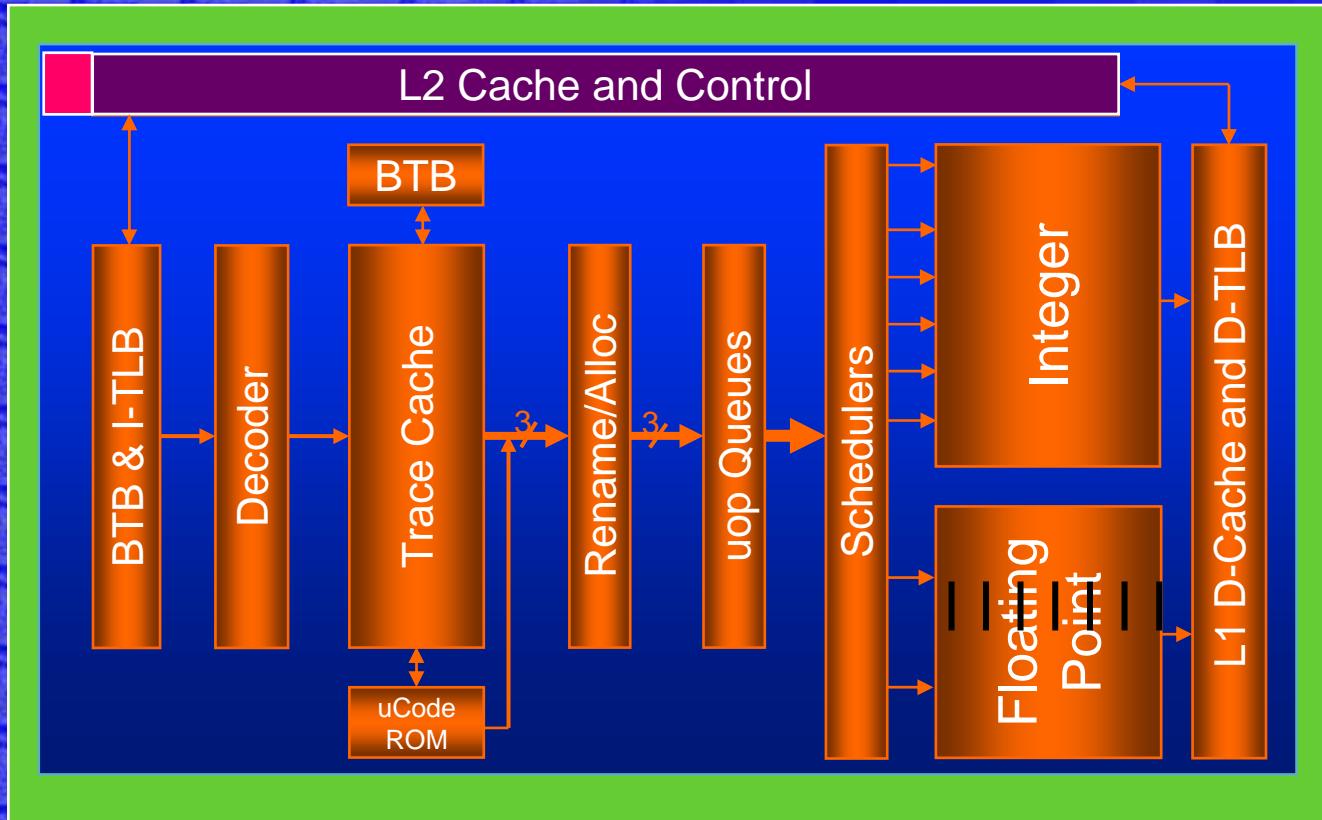 L2 Cache and Control
BTB
BTB & I-TLB
Decoder
Trace Cache
3
Rename/Alloc
3
uop Queues
Schedulers
Integer
Floating
Point
L1 D-Cache and D-TLB
uCode
ROM